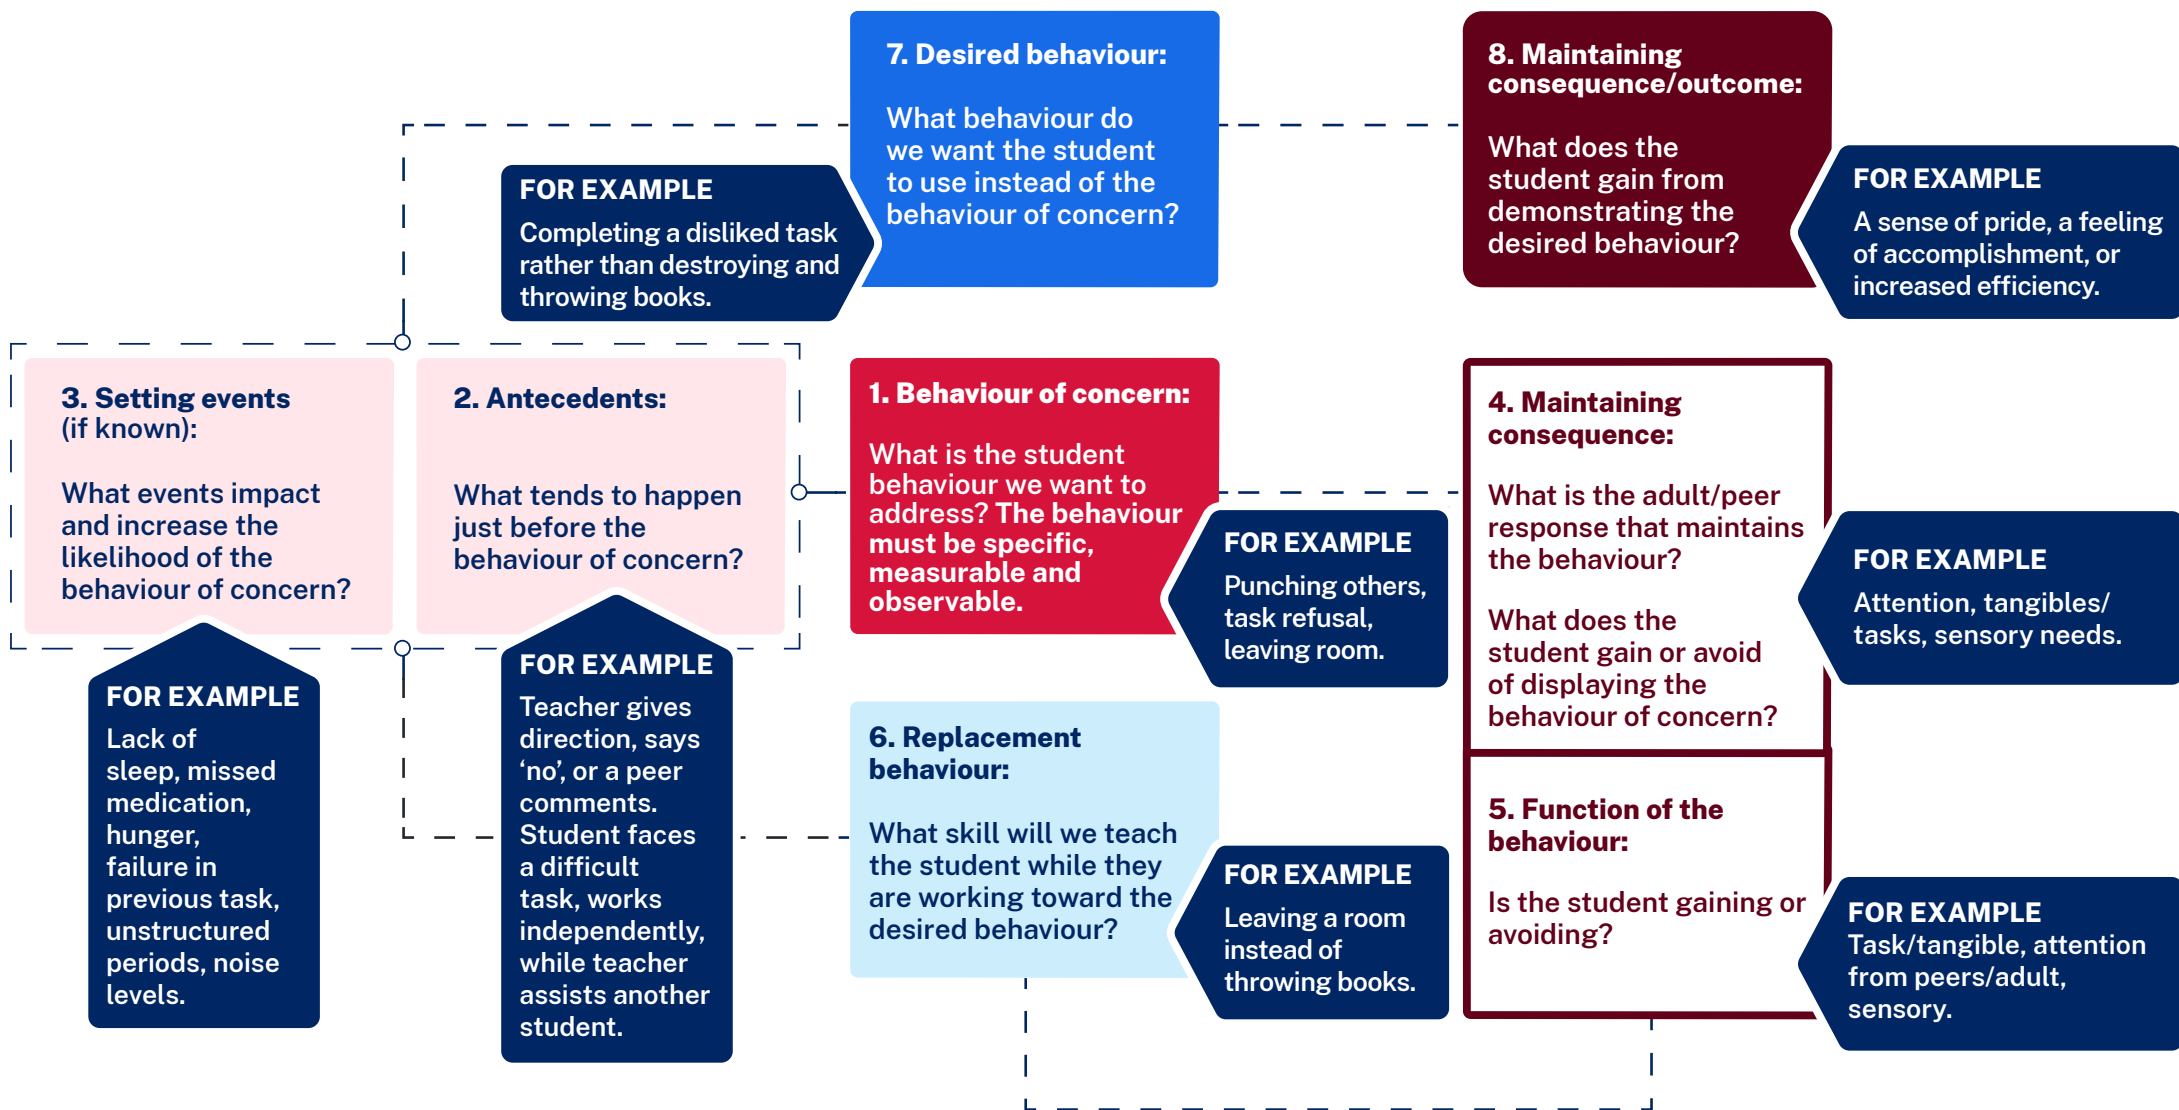 7. Desired behaviour:
What behaviour do
we want the student
to use instead of the
behaviour of concern?
FOR EXAMPLE
Completing a disliked task
rather than destroying and
throwing books.
8. Maintaining
consequence/outcome:
What does the
student gain from
demonstrating the
desired behaviour?
FOR EXAMPLE
A sense of pride, a feeling
of accomplishment, or
increased efficiency.
3. Setting events
(if known):
What events impact
and increase the
likelihood of the
behaviour of concern?
FOR EXAMPLE
Lack of
sleep, missed
medication,
hunger,
failure in
previous task,
unstructured
periods, noise
levels.
2. Antecedents:
What tends to happen
just before the
behaviour of concern?
FOR EXAMPLE
Teacher gives
direction, says
‘no’, or a peer
comments.
Student faces
a difficult
task, works
independently,
while teacher
assists another
student.
1. Behaviour of concern:
What is the student
behaviour we want to
address? The behaviour
must be specific,
measurable and
observable.
FOR EXAMPLE
Punching others,
task refusal,
leaving room.
4. Maintaining
consequence:
What is the adult/peer
response that maintains
the behaviour?
What does the
student gain or avoid
of displaying the
behaviour of concern?
FOR EXAMPLE
Attention, tangibles/
tasks, sensory needs.
6. Replacement
behaviour:
What skill will we teach
the student while they
are working toward the
desired behaviour?
FOR EXAMPLE
Leaving a room
instead of
throwing books.
5. Function of the
behaviour:
Is the student gaining or
avoiding?
FOR EXAMPLE
Task/tangible, attention
from peers/adult,
sensory.